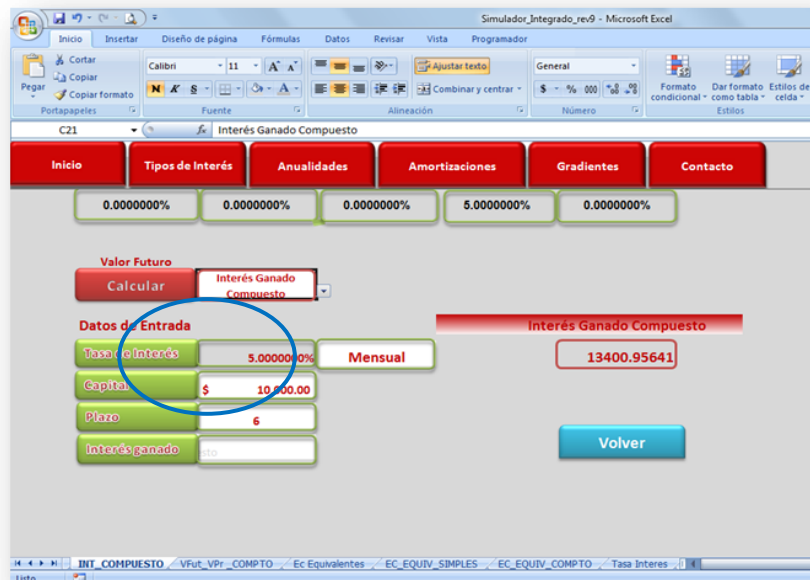 Simulador_Integrado_rev9 - Microsoft Excel
Inicio Insertar Diseño de página Fórmulas Datos Revisar Vista Programador
Pegar
Cortar
Copiar
Copiar formato
Portapapeles
Calibri 11 A A
N K S A
Fuente
Ajustar texto
Combinar y centrar
Alineación
General
$ % 000
Número
Formato condicional
Dar formato como tabla
Estilos de celda
Estilos
C21 fx Interés Ganado Compuesto
Inicio Tipos de Interés Anualidades Amortizaciones Gradientes Contacto
0.0000000% 0.0000000% 0.0000000% 5.0000000% 0.0000000%
Valor Futuro
Calcular
Interés Ganado
Compuesto
Datos de Entrada
Interés Ganado Compuesto
Tasa de Interés 5.0000000% Mensual
13400.95641
Capital $ 10,000.00
Plazo 6
Interés ganado sto
Volver
INT_COMPUESTO VFut_VPr _COMPTO Ec Equivalentes EC_EQUIV_SIMPLES EC_EQUIV_COMPTO Tasa Interes
Listo